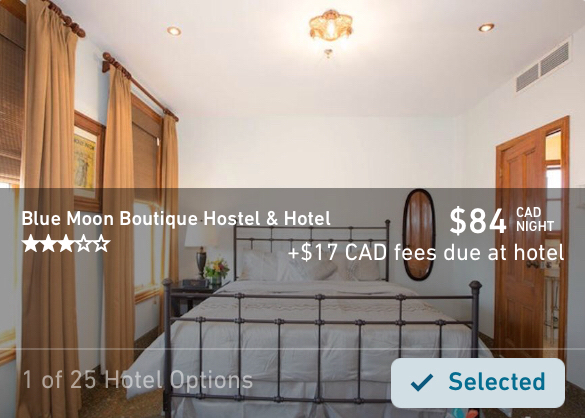 Blue Moon Boutique Hostel & Hotel
$84 CAD NIGHT
+$17 CAD fees due at hotel
1 of 25 Hotel Options
Selected